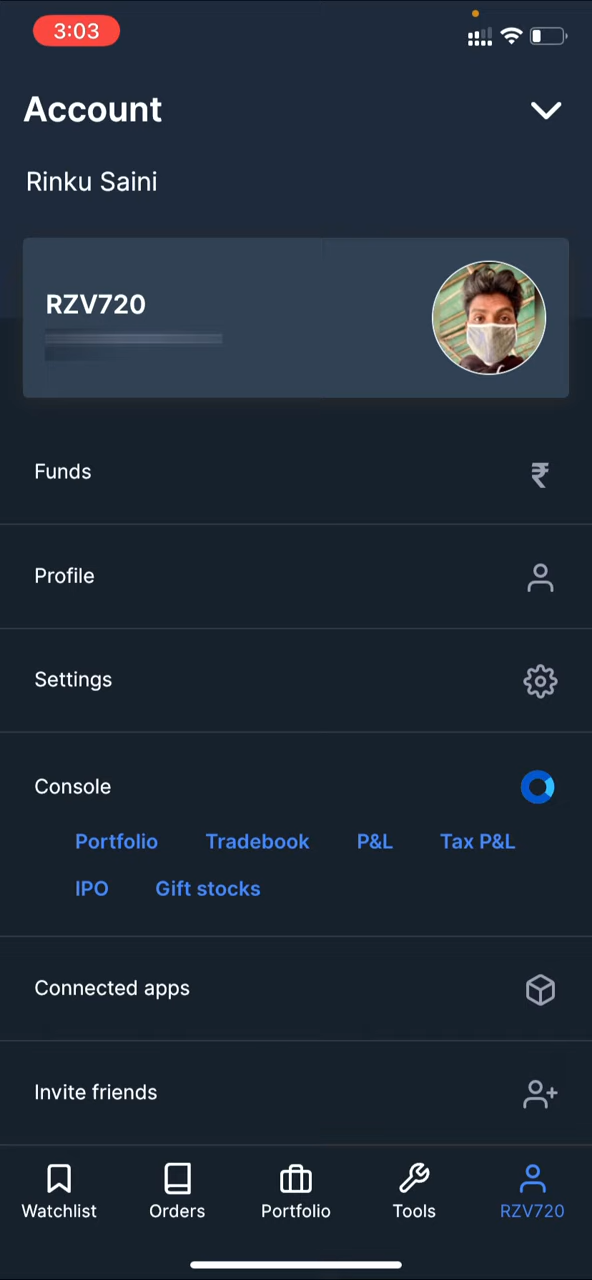 3:03
Account
Rinku Saini
RZV720
Funds
₹
Profile
Settings
Console
Portfolio Tradebook P&L Tax P&L
IPO Gift stocks
Connected apps
Invite friends
Watchlist Orders Portfolio Tools RZV720